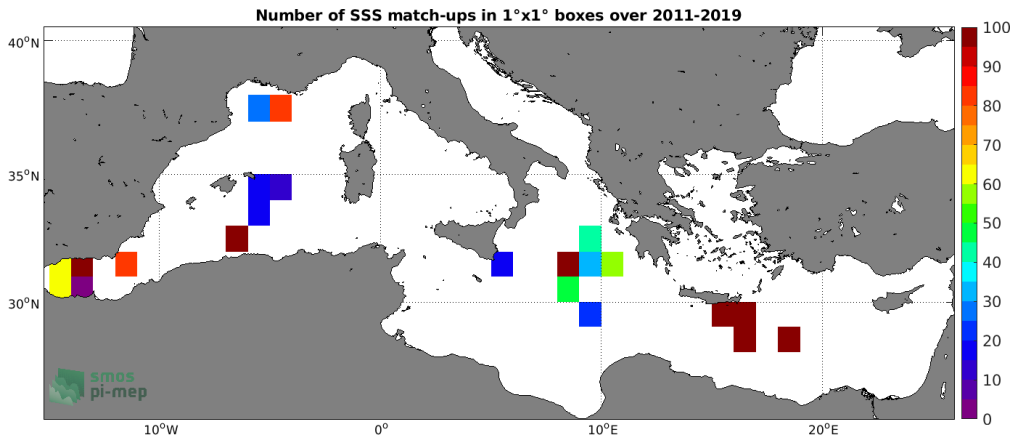 Number of SSS match-ups in 1°x1° boxes over 2011-2019
40°N
35°N
30°N
10°W
0°
10°E
20°E
100
90
80
70
60
50
40
30
20
10
0
smos
pi-mep